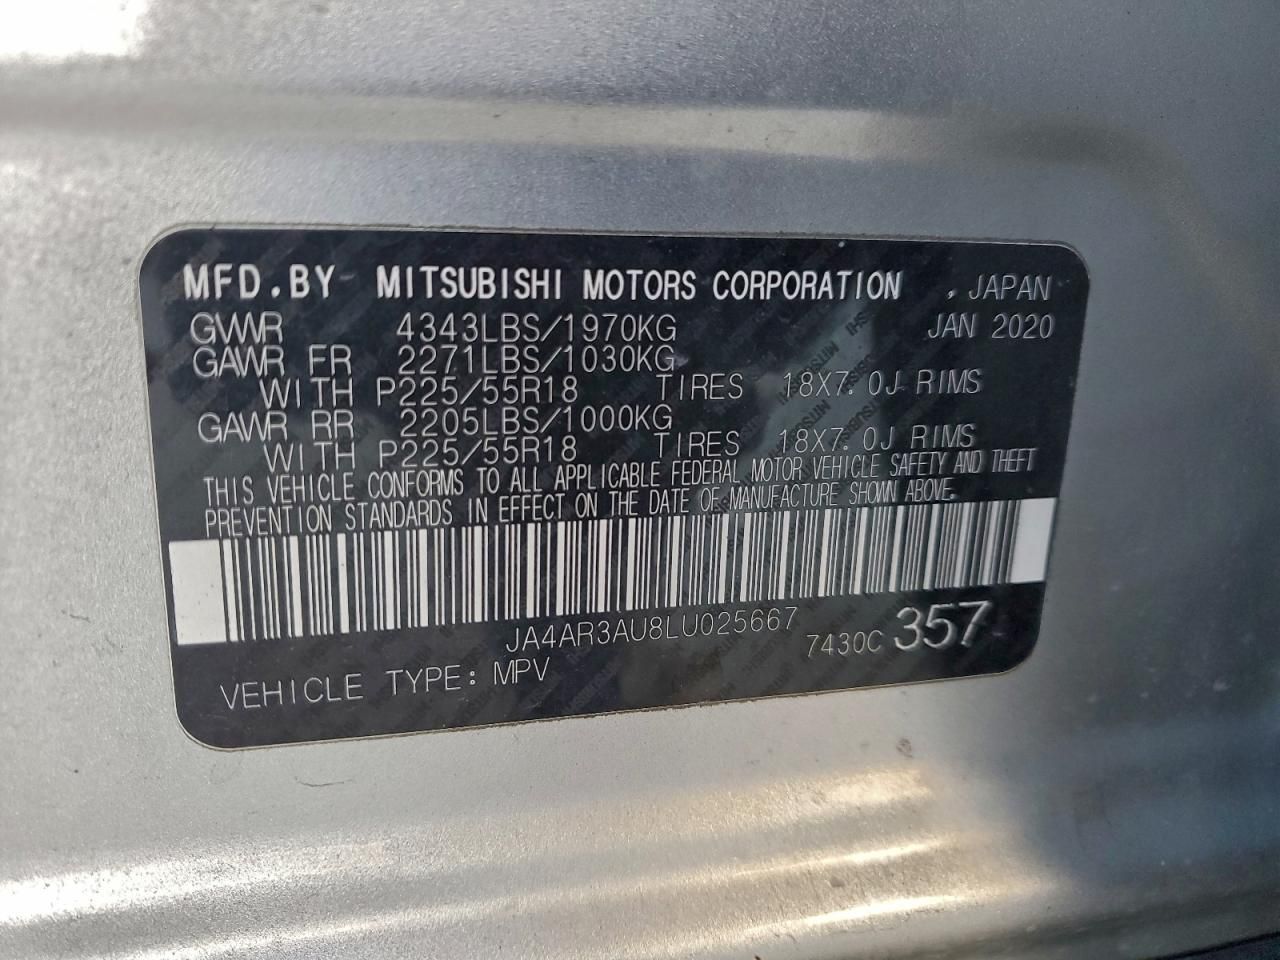 MFD.BY MITSUBISHI MOTORS CORPORATION , JAPAN
GVWR 4343LBS/1970KG JAN 2020
GAWR FR 2271LBS/1030KG
WITH P225/55R18 TIRES 18X7.0J RIMS
GAWR RR 2205LBS/1000KG
WITH P225/55R18 TIRES 18X7.0J RIMS
THIS VEHICLE CONFORMS TO ALL APPLICABLE FEDERAL MOTOR VEHICLE SAFETY AND THEFT
PREVENTION STANDARDS IN EFFECT ON THE DATE OF MANUFACTURE SHOWN ABOVE.
JA4AR3AU8LU025667 7430C 357
VEHICLE TYPE: MPV